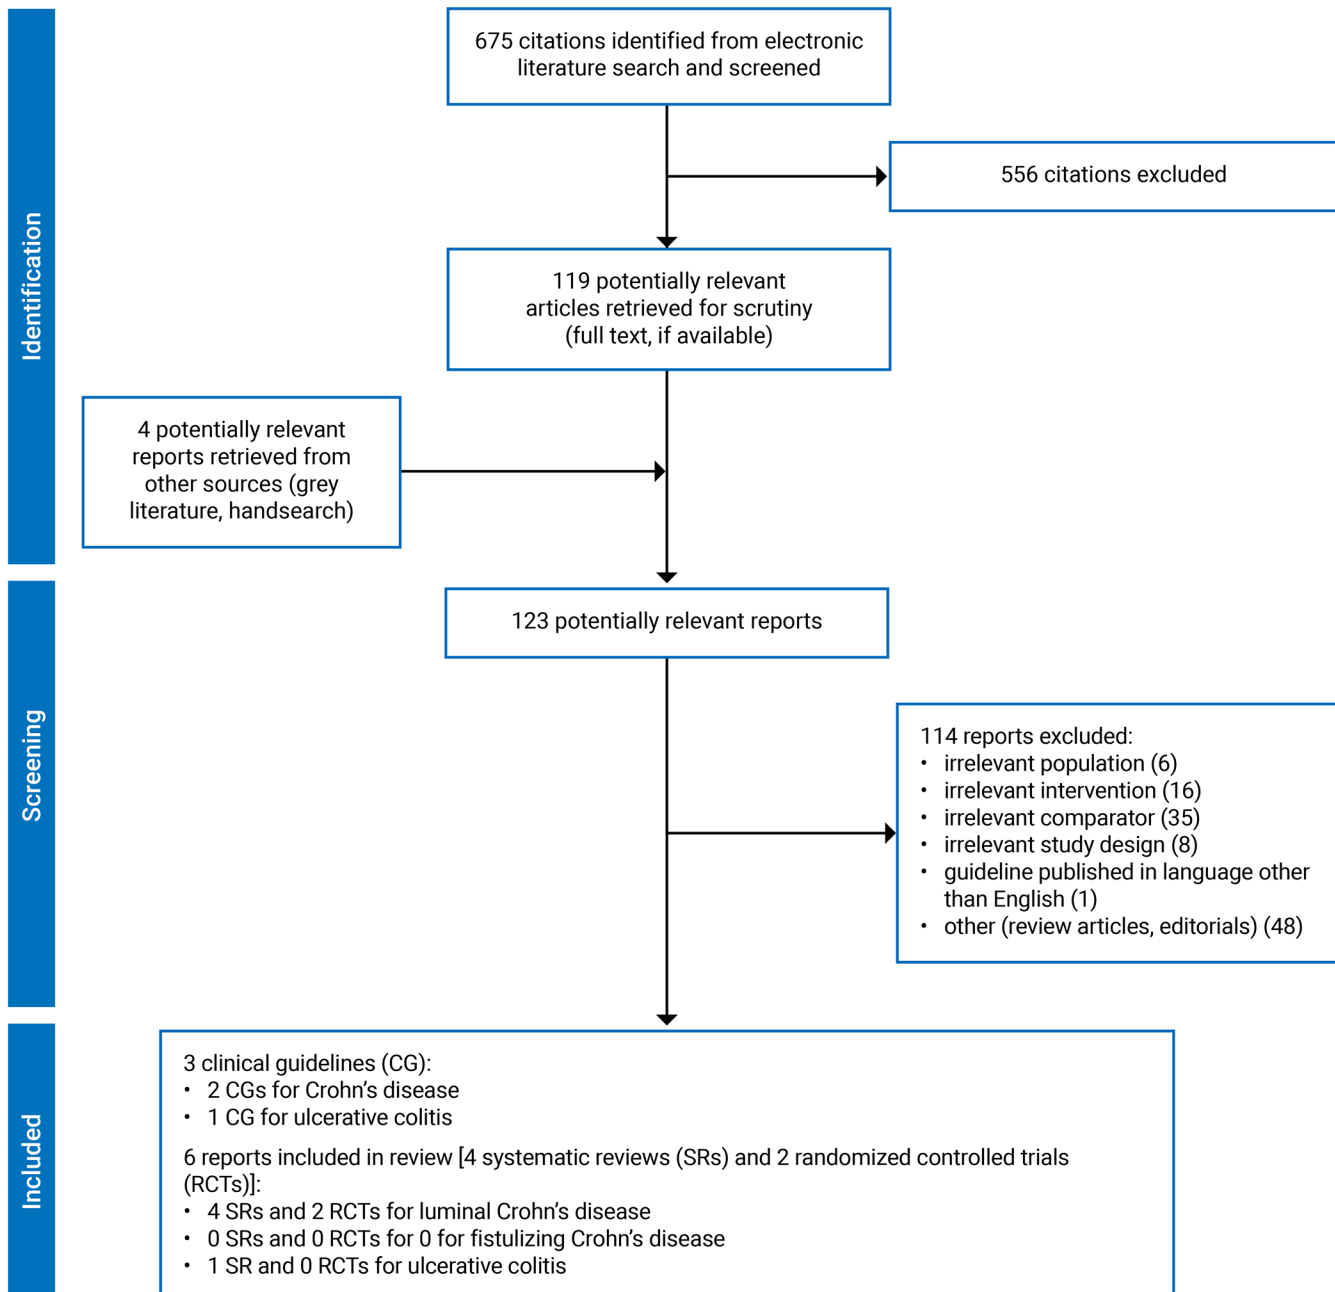 Identification
675 citations identified from electronic
literature search and screened
556 citations excluded
119 potentially relevant
articles retrieved for scrutiny
(full text, if available)
4 potentially relevant
reports retrieved from
other sources (grey
literature, handsearch)
Screening
123 potentially relevant reports
114 reports excluded:
• irrelevant population (6)
• irrelevant intervention (16)
• irrelevant comparator (35)
• irrelevant study design (8)
• guideline published in language other
than English (1)
• other (review articles, editorials) (48)
Included
3 clinical guidelines (CG):
• 2 CGs for Crohn’s disease
• 1 CG for ulcerative colitis
6 reports included in review [4 systematic reviews (SRs) and 2 randomized controlled trials
(RCTs)]:
• 4 SRs and 2 RCTs for luminal Crohn’s disease
• 0 SRs and 0 RCTs for 0 for fistulizing Crohn’s disease
• 1 SR and 0 RCTs for ulcerative colitis